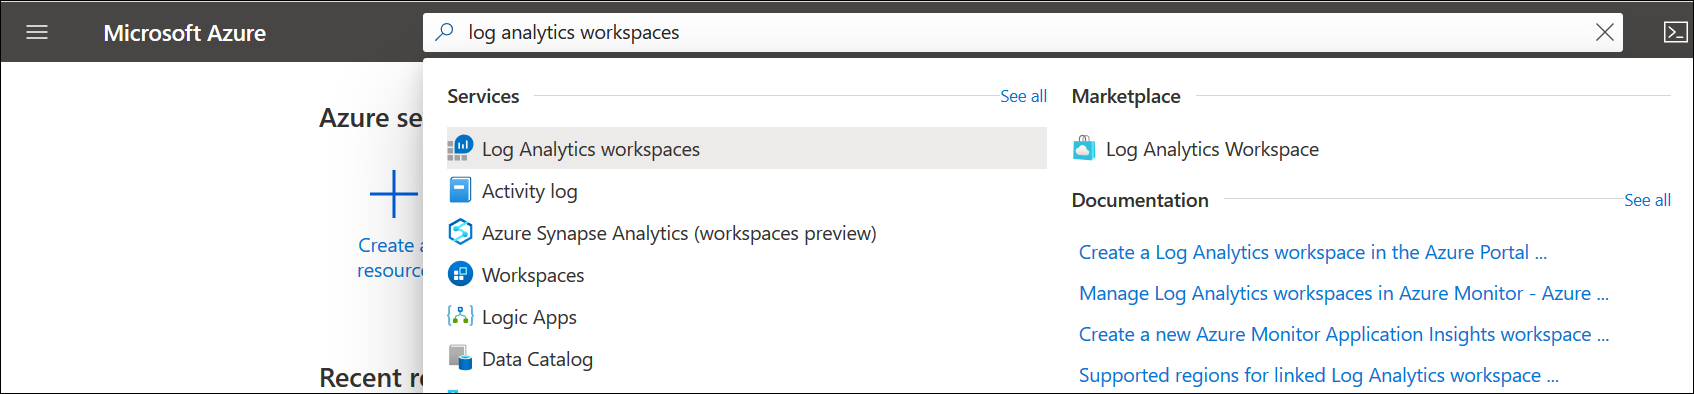 Microsoft Azure
log analytics workspaces
Azure se
Create a
resourc
Recent r
Services
See all
Log Analytics workspaces
Activity log
Azure Synapse Analytics (workspaces preview)
Workspaces
Logic Apps
Data Catalog
Marketplace
Log Analytics Workspace
Documentation
See all
Create a Log Analytics workspace in the Azure Portal ...
Manage Log Analytics workspaces in Azure Monitor - Azure ...
Create a new Azure Monitor Application Insights workspace ...
Supported regions for linked Log Analytics workspace ...